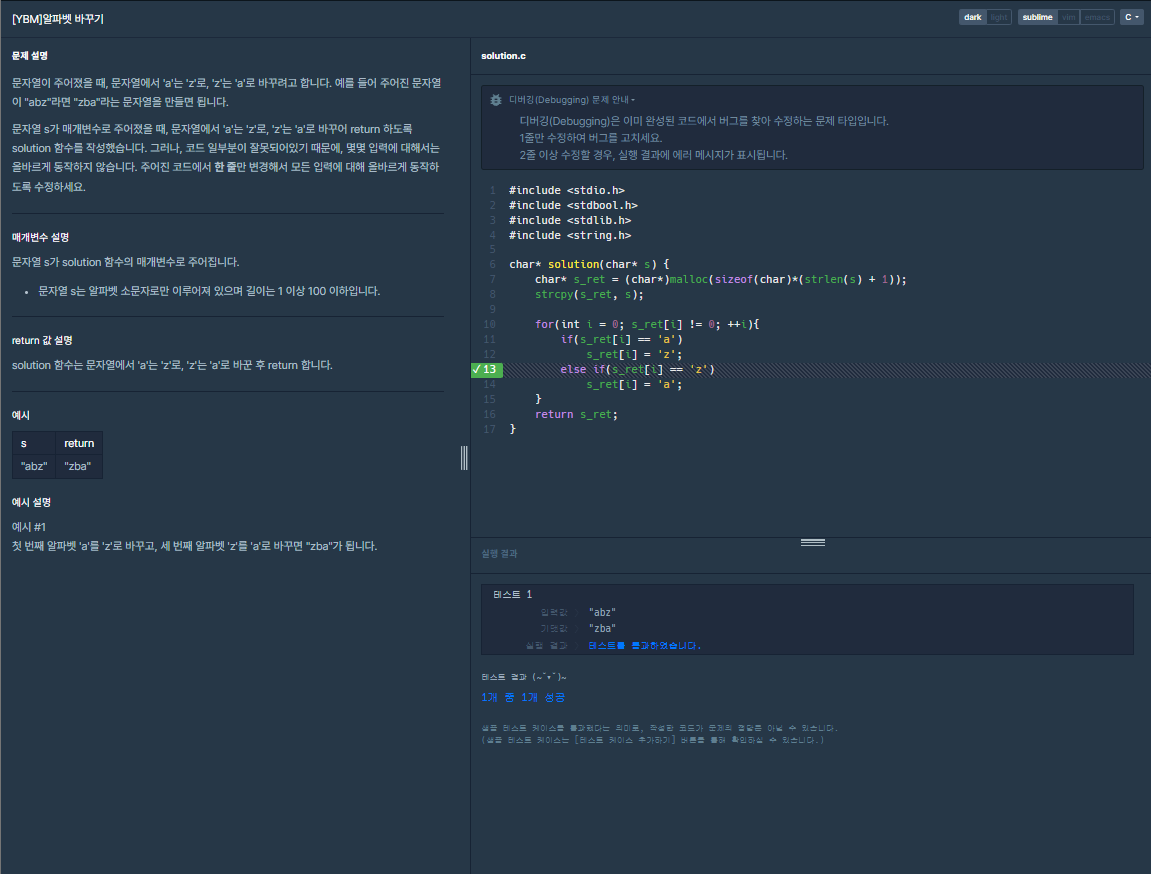 [YBM]알파벳 바꾸기
dark light sublime vim emacs C
문제 설명
문자열이 주어졌을 때, 문자열에서 'a'는 'z'로, 'z'는 'a'로 바꾸려고 합니다. 예를 들어 주어진 문자열
이 "abz"라면 "zba"라는 문자열을 만들면 됩니다.
문자열 s가 매개변수로 주어졌을 때, 문자열에서 'a'는 'z'로, 'z'는 'a'로 바꾸어 return 하도록
solution 함수를 작성했습니다. 그러나, 코드 일부분이 잘못되어있기 때문에, 몇몇 입력에 대해서는
올바르게 동작하지 않습니다. 주어진 코드에서 한 줄만 변경해서 모든 입력에 대해 올바르게 동작하
도록 수정하세요.
매개변수 설명
문자열 s가 solution 함수의 매개변수로 주어집니다.
• 문자열 s는 알파벳 소문자로만 이루어져 있으며 길이는 1 이상 100 이하입니다.
return 값 설명
solution 함수는 문자열에서 'a'는 'z'로, 'z'는 'a'로 바꾼 후 return 합니다.
예시
s return
"abz" "zba"
예시 설명
예시 #1
첫 번째 알파벳 'a'를 'z'로 바꾸고, 세 번째 알파벳 'z'를 'a'로 바꾸면 "zba"가 됩니다.
solution.c
디버깅(Debugging) 문제 안내
디버깅(Debugging)은 이미 완성된 코드에서 버그를 찾아 수정하는 문제 타입입니다.
1줄만 수정하여 버그를 고치세요.
2줄 이상 수정할 경우, 실행 결과에 에러 메시지가 표시됩니다.
1 #include <stdio.h>
2 #include <stdbool.h>
3 #include <stdlib.h>
4 #include <string.h>
5
6 char* solution(char* s) {
7 char* s_ret = (char*)malloc(sizeof(char)*(strlen(s) + 1));
8 strcpy(s_ret, s);
9
10 for(int i = 0; s_ret[i] != 0; ++i){
11 if(s_ret[i] == 'a')
12 s_ret[i] = 'z';
✓13 else if(s_ret[i] == 'z')
14 s_ret[i] = 'a';
15 }
16 return s_ret;
17 }
실행 결과
테스트 1
입력값 "abz"
기댓값 "zba"
실행 결과 테스트를 통과하였습니다.
테스트 결과 (~˘▾˘)~
1개 중 1개 성공
샘플 테스트 케이스를 통과했다는 의미로, 작성한 코드가 문제의 정답은 아닐 수 있습니다.
(샘플 테스트 케이스는 [테스트 케이스 추가하기] 버튼을 통해 확인하실 수 있습니다.)